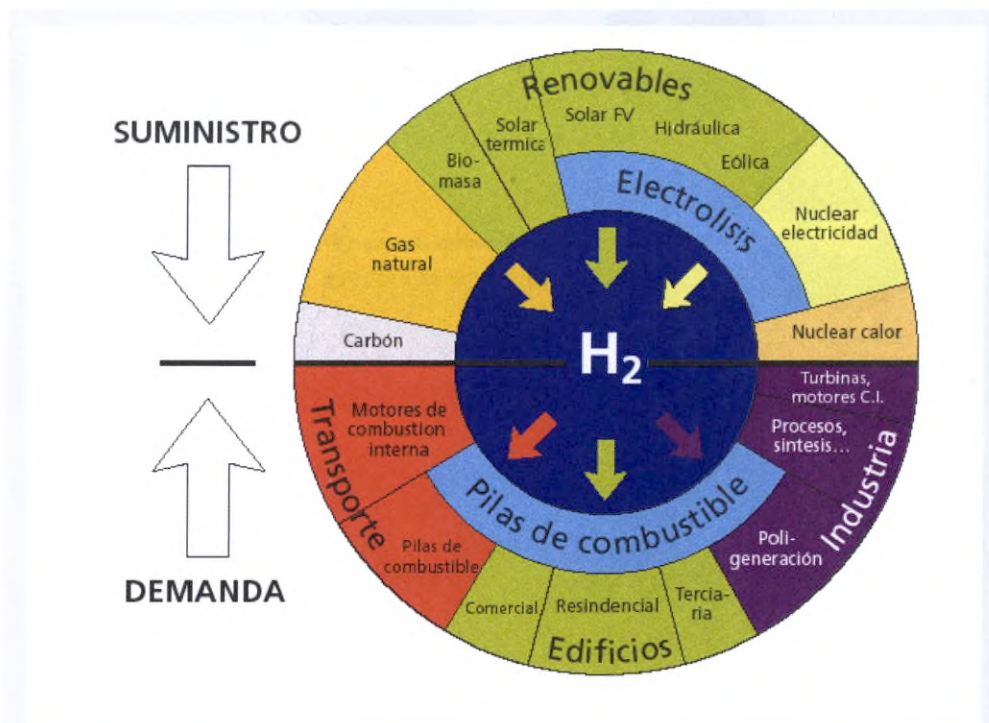 SUMINISTRO
Renovables
Solar FV
Hidráulica
Eólica
Solar
termica
Bio-
masa
Electrolisis
Nuclear
electricidad
Gas
natural
Carbón
Nuclear calor
H2
Transporte
Motores de
combustion
interna
Pilas de
combustible
Pilas de combustible
Turbinas,
motores C.I.
Procesos,
sintesis...
Industria
Poli-
generación
Comercial
Resindencial
Tercia-
ria
Edificios
DEMANDA